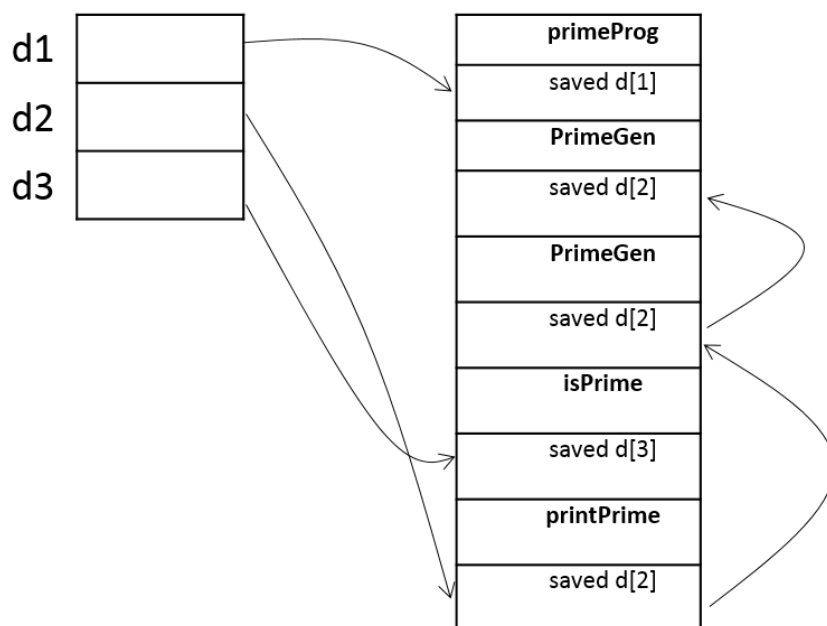 d1
d2
d3
primeProg
saved d[1]
PrimeGen
saved d[2]
PrimeGen
saved d[2]
isPrime
saved d[3]
printPrime
saved d[2]